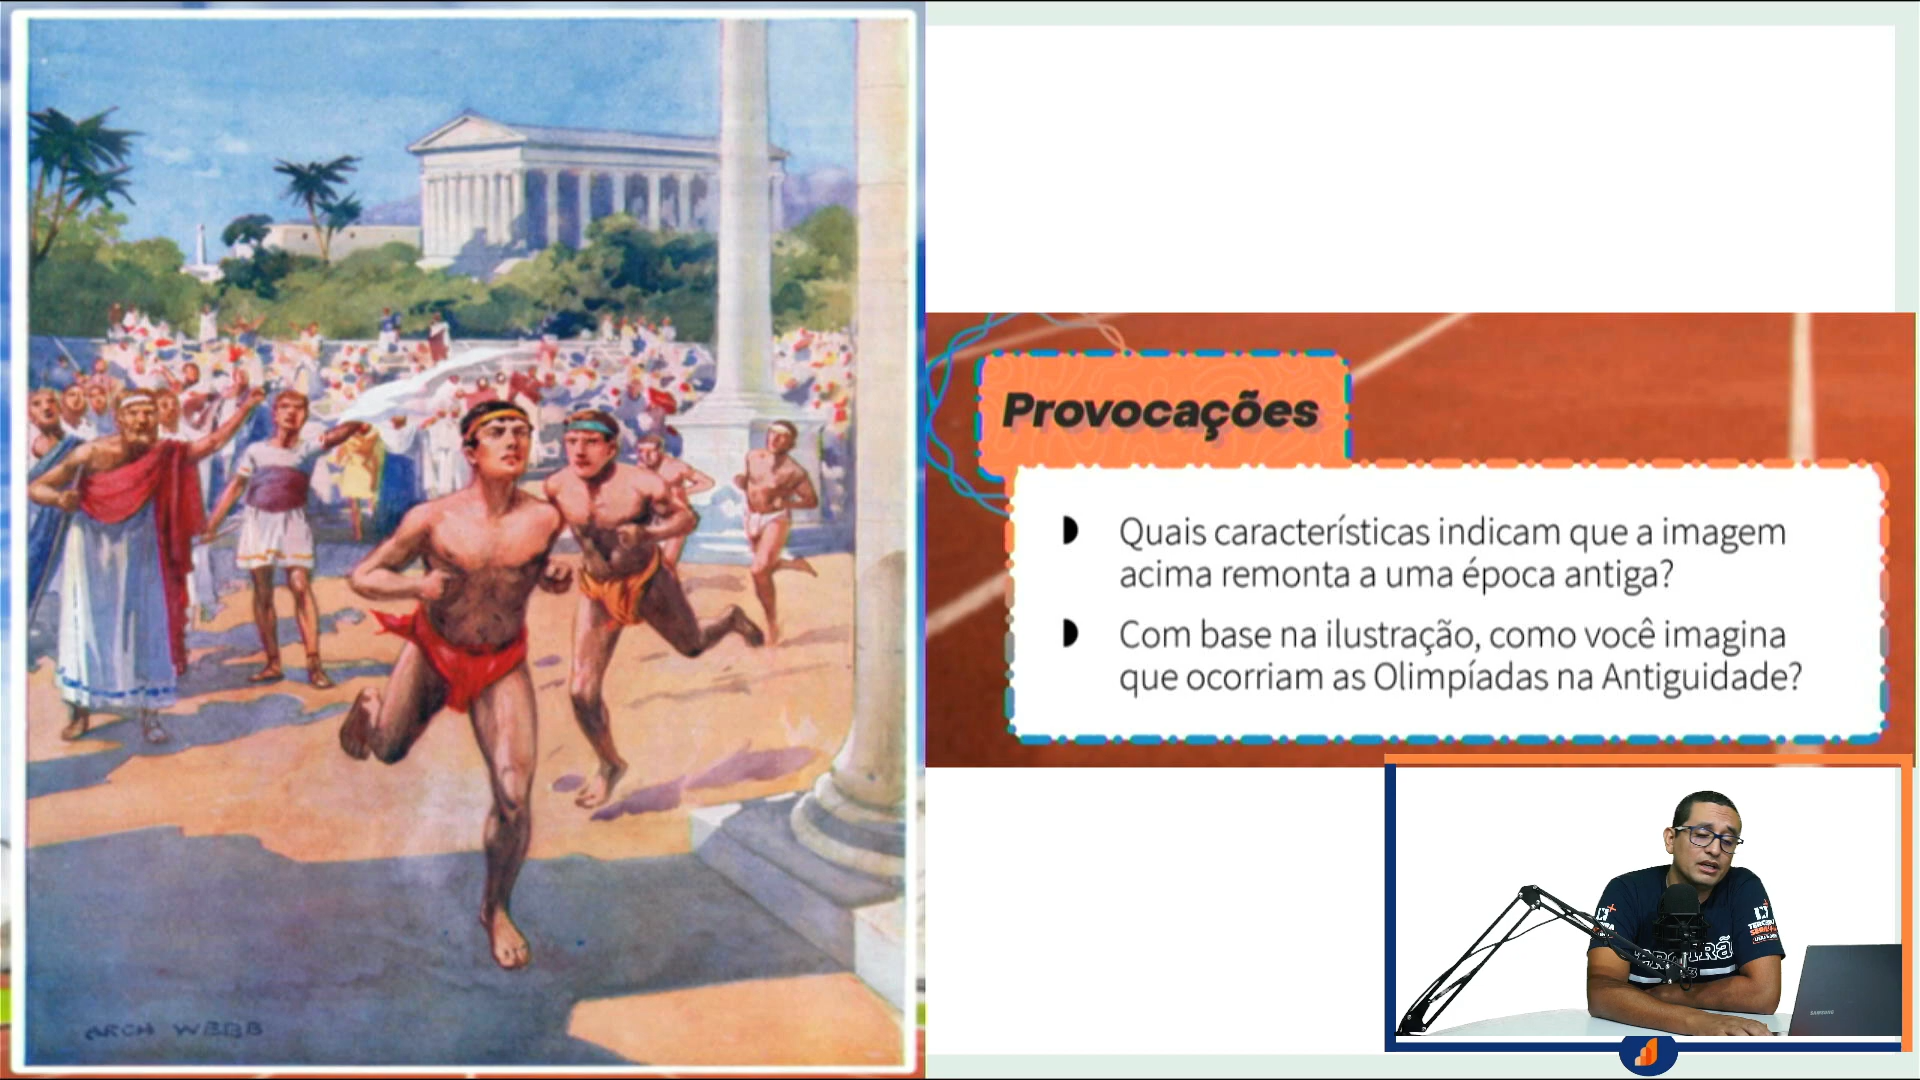 Provocações
Quais características indicam que a imagem
acima remonta a uma época antiga?
Com base na ilustração, como você imagina
que ocorriam as Olimpíadas na Antiguidade?
ARCH WEBB
SAMSUNG